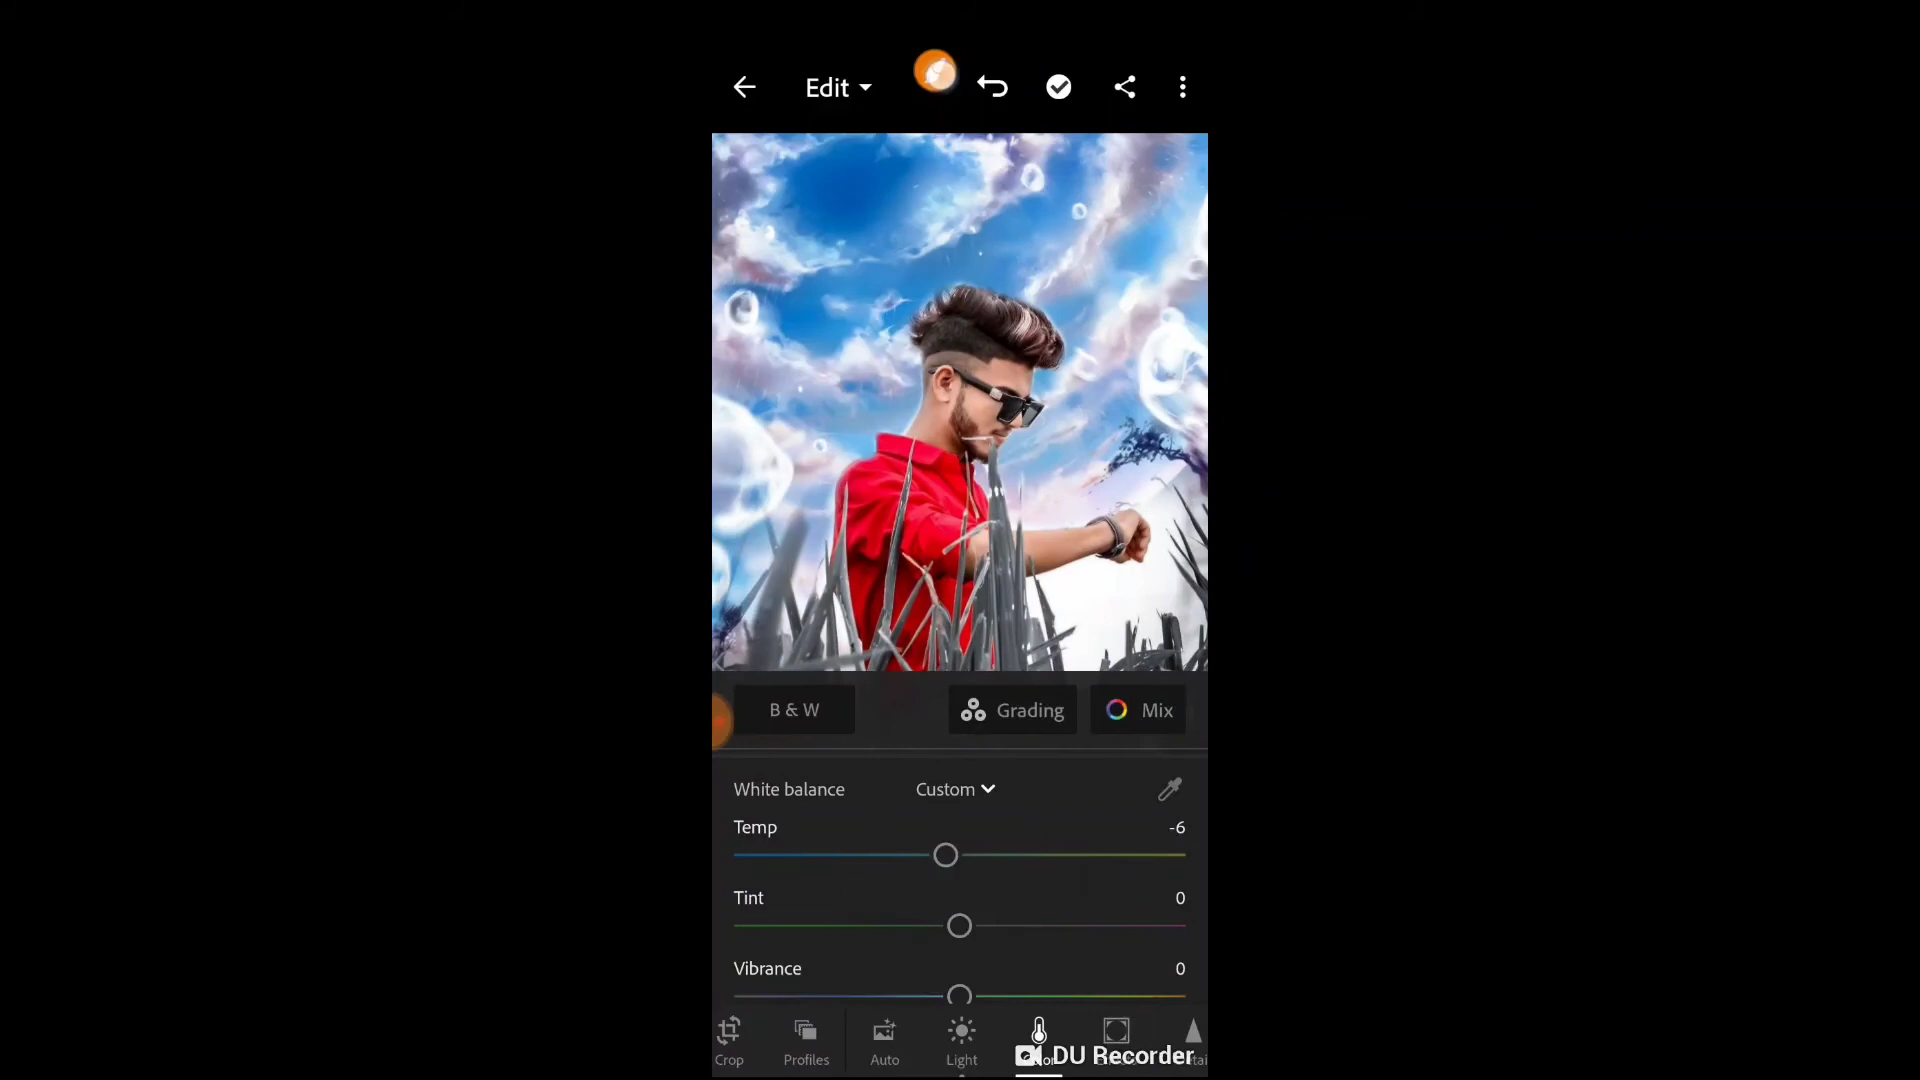 Edit
B & W
Grading
Mix
White balance
Custom
Temp
-6
Tint
0
Vibrance
0
Crop
Profiles
Auto
Light
DU Recorder